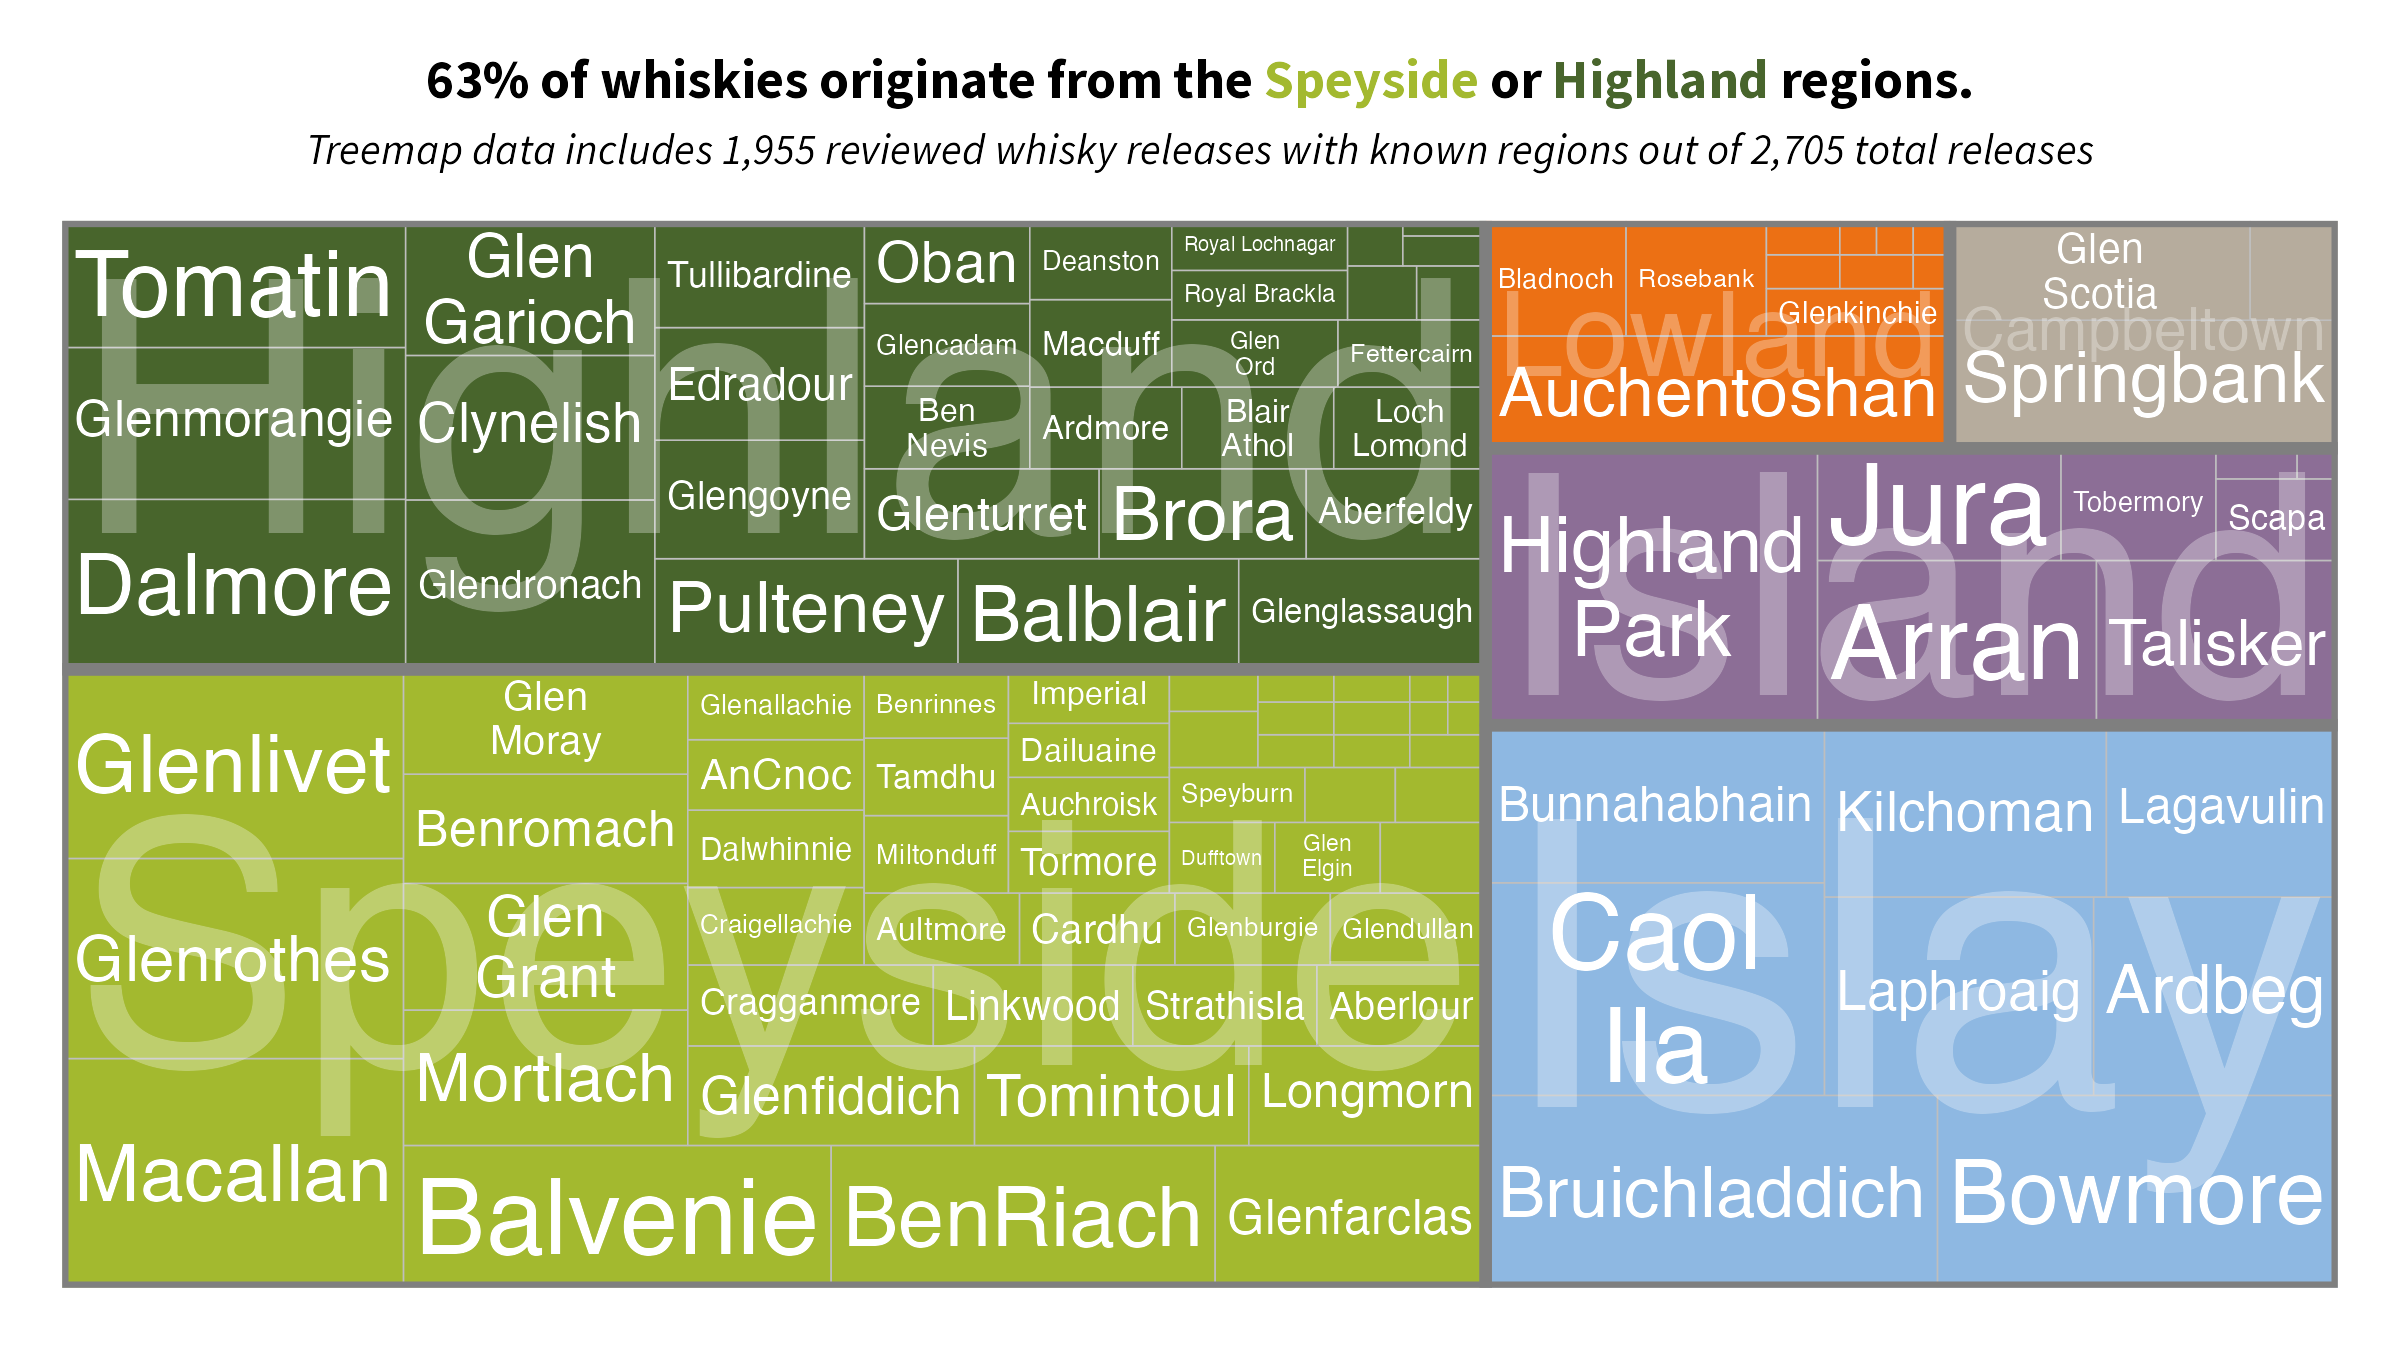 63% of whiskies originate from the Speyside or Highland regions.
Treemap data includes 1,955 reviewed whisky releases with known regions out of 2,705 total releases
Highland
Tomatin
Glenmorangie
Dalmore
Glen
Garioch
Clynelish
Glendronach
Tullibardine
Edradour
Glengoyne
Pulteney
Balblair
Glenglassaugh
Oban
Glencadam
Ben
Nevis
Deanston
Macduff
Ardmore
Royal Lochnagar
Royal Brackla
Glen
Ord
Fettercairn
Blair
Athol
Loch
Lomond
Glenturret
Brora
Aberfeldy
Speyside
Glenlivet
Glenrothes
Macallan
Glen
Moray
Benromach
Glen
Grant
Mortlach
Balvenie
BenRiach
Glenfarclas
Glenallachie
AnCnoc
Dalwhinnie
Craigellachie
Benrinnes
Tamdhu
Miltonduff
Imperial
Dailuaine
Auchroisk
Tormore
Speyburn
Dufftown
Glen
Elgin
Aultmore
Cardhu
Glenburgie
Glendullan
Cragganmore
Linkwood
Strathisla
Aberlour
Glenfiddich
Tomintoul
Longmorn
Lowland
Bladnoch
Rosebank
Glenkinchie
Auchentoshan
Campbeltown
Glen
Scotia
Springbank
Island
Highland
Park
Jura
Arran
Tobermory
Scapa
Talisker
Islay
Bunnahabhain
Kilchoman
Lagavulin
Caol
Ila
Laphroaig
Ardbeg
Bruichladdich
Bowmore